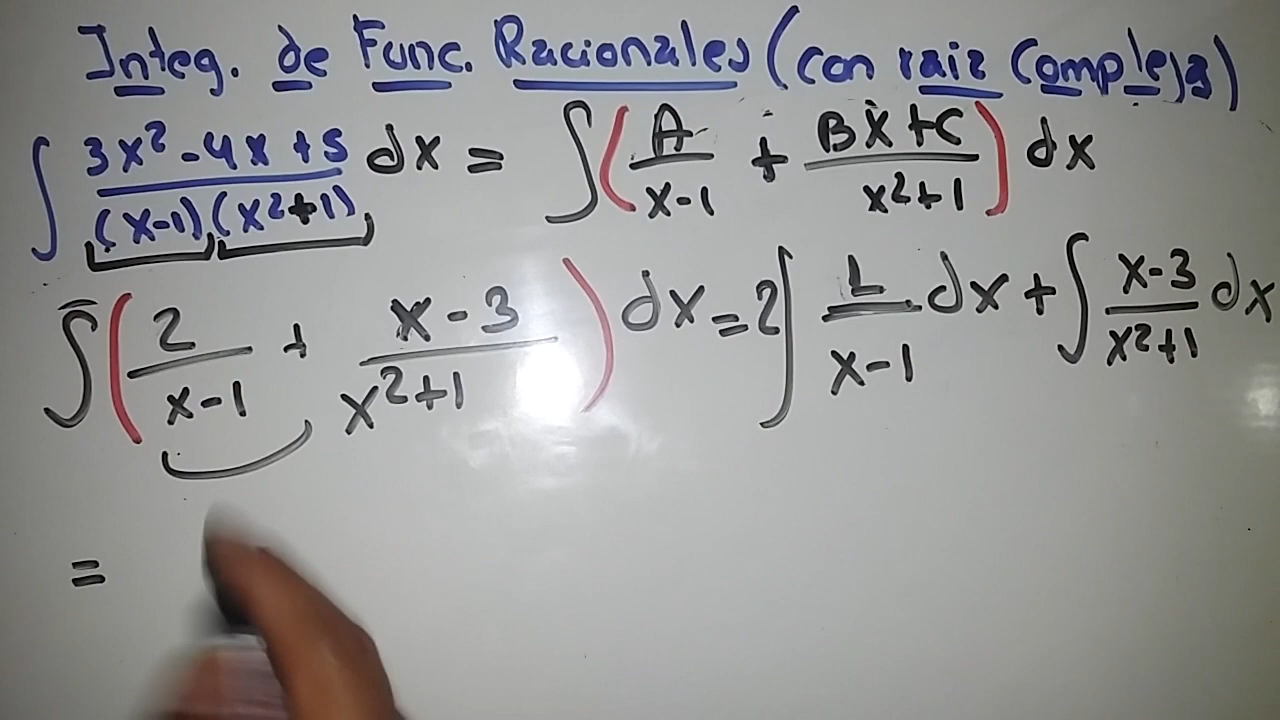 Integ. de Func. Racionales (con raiz Compleja)
∫ 3x² - 4x + 5 / (x-1)(x²+1) dx = ∫ ( A / x-1 + Bx+C / x²+1 ) dx
∫ ( 2 / x-1 + x-3 / x²+1 ) dx = 2 ∫ 1 / x-1 dx + ∫ x-3 / x²+1 dx
=